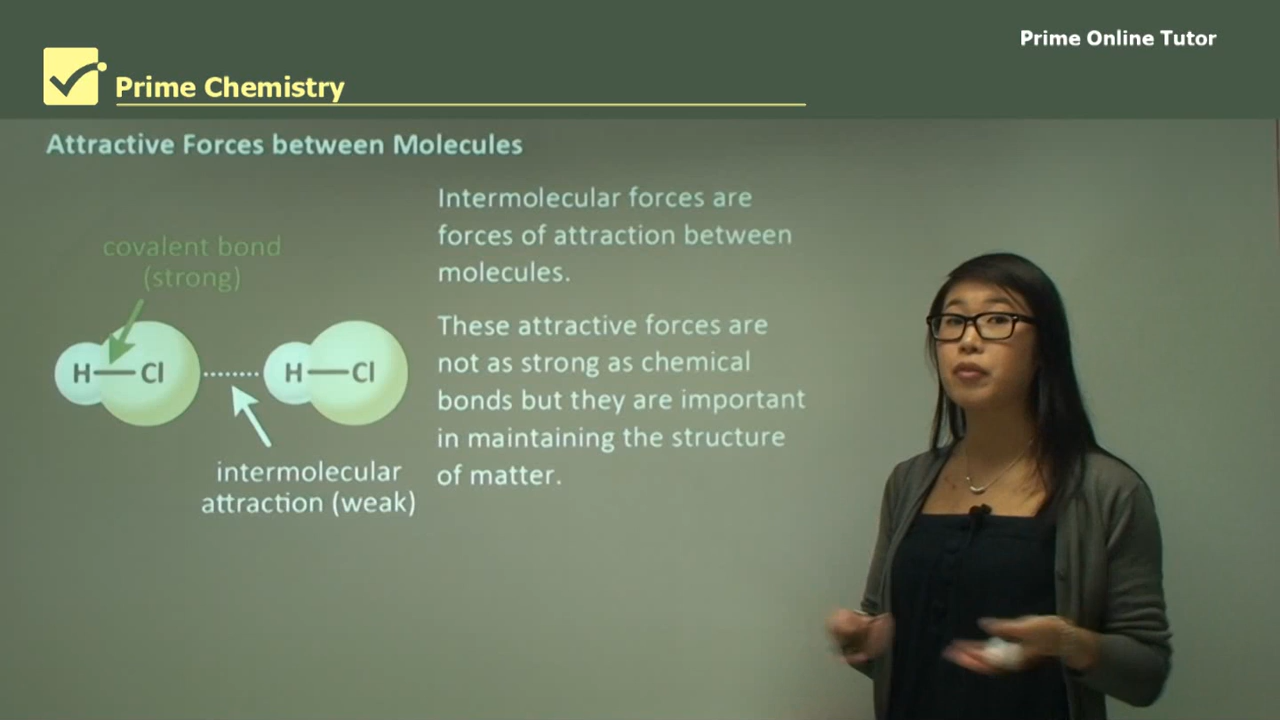 Prime Online Tutor
Prime Chemistry
Attractive Forces between Molecules
covalent bond
(strong)
H Cl
H Cl
intermolecular
attraction (weak)
Intermolecular forces are
forces of attraction between
molecules.
These attractive forces are
not as strong as chemical
bonds but they are important
in maintaining the structure
of matter.